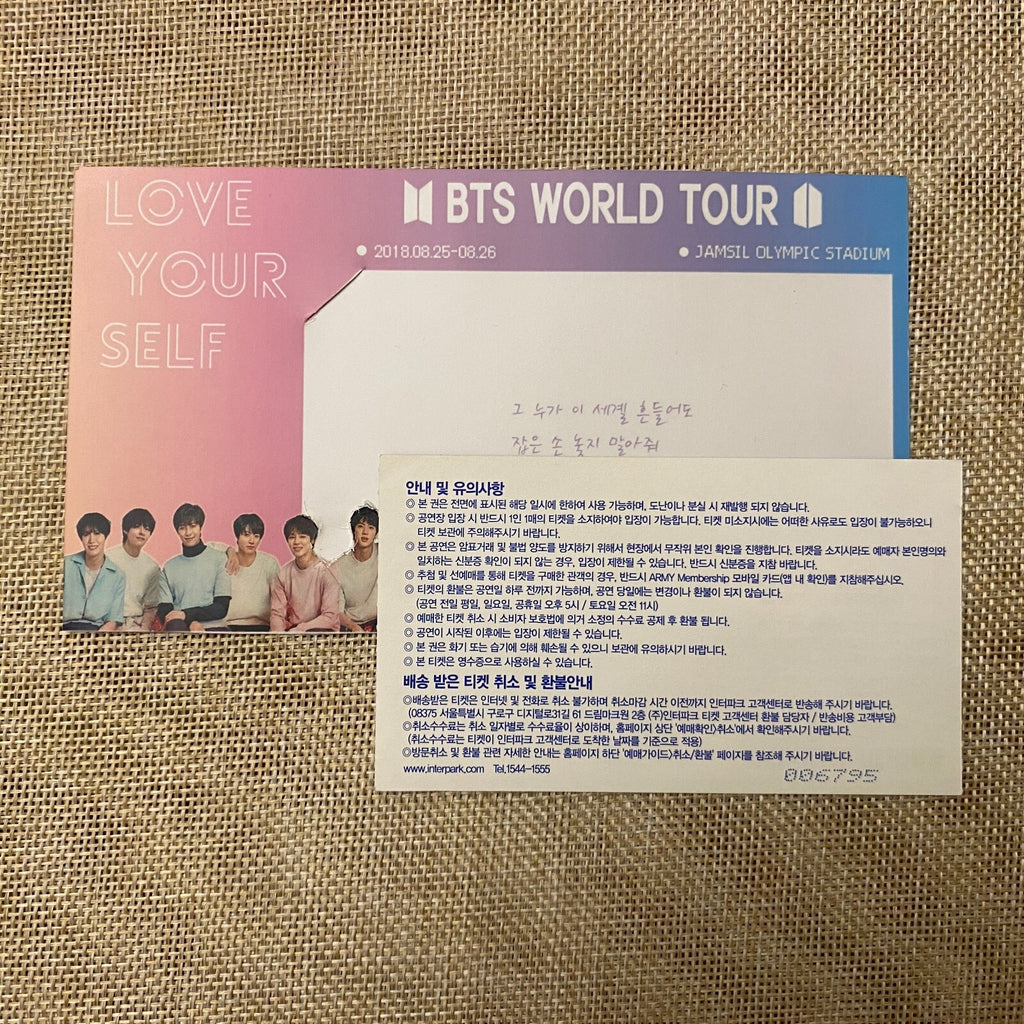 LOVE
YOUR
SELF
BTS WORLD TOUR
2018.08.25-08.26
JAMSIL OLYMPIC STADIUM
그 누가 이 세곌 흔들어도
잡은 손 놓지 말아줘
안내 및 유의사항
◎ 본 권은 전면에 표시된 해당 일시에 한하여 사용 가능하며, 도난이나 분실 시 재발행 되지 않습니다.
◎ 공연장 입장 시 반드시 1인 1매의 티켓을 소지하여야 입장이 가능합니다. 티켓 미소지시에는 어떠한 사유로도 입장이 불가능하오니
티켓 보관에 주의해주시기 바랍니다.
◎ 본 공연은 암표거래 및 불법 양도를 방지하기 위해서 현장에서 무작위 본인 확인을 진행합니다. 티켓을 소지시라도 예매자 본인명의와
일치하는 신분증 확인이 되지 않는 경우, 입장이 제한될 수 있습니다. 반드시 신분증을 지참 바랍니다.
◎ 추첨 및 선예매를 통해 티켓을 구매한 관객의 경우, 반드시 ARMY Membership 모바일 카드(앱 내 확인)를 지참해주십시오.
◎ 티켓의 환불은 공연일 하루 전까지 가능하며, 공연 당일에는 변경이나 환불이 되지 않습니다.
(공연 전일 평일, 일요일, 공휴일 오후 5시 / 토요일 오전 11시)
◎ 예매한 티켓 취소 시 소비자 보호법에 의거 소정의 수수료 공제 후 환불 됩니다.
◎ 공연이 시작된 이후에는 입장이 제한될 수 있습니다.
◎ 본 권은 화기 또는 습기에 의해 훼손될 수 있으니 보관에 유의하시기 바랍니다.
◎ 본 티켓은 영수증으로 사용하실 수 있습니다.
배송 받은 티켓 취소 및 환불안내
◎배송받은 티켓은 인터넷 및 전화로 취소 불가하며 취소마감 시간 이전까지 인터파크 고객센터로 반송해 주시기 바랍니다.
(08375 서울특별시 구로구 디지털로31길 61 드림마크원 2층 (주)인터파크 티켓 고객센터 환불 담당자 / 반송비용 고객부담)
◎취소수수료는 취소 일자별로 수수료율이 상이하며, 홈페이지 상단 '예매확인>취소'에서 확인해주시기 바랍니다.
(취소수수료는 티켓이 인터파크 고객센터로 도착한 날짜를 기준으로 적용)
◎방문취소 및 환불 관련 자세한 안내는 홈페이지 하단 '예매가이드>취소/환불' 페이지를 참조해 주시기 바랍니다.
www.interpark.com Tel.1544-1555
006795